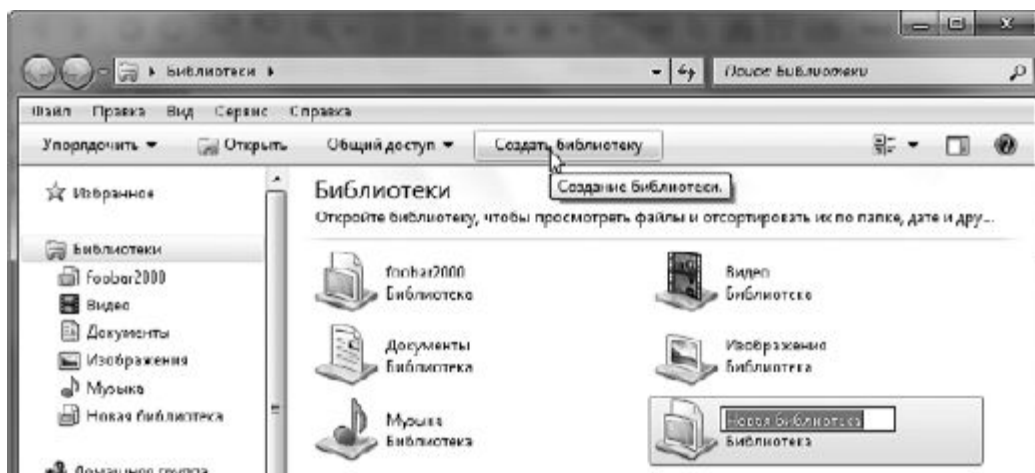 Библиотеки
Поиск: Библиотеки
Файл Правка Вид Сервис Справка
Упорядочить Открыть Общий доступ Создать библиотеку
Создание библиотеки.
Избранное
Библиотеки
Foobar2000
Видео
Документы
Изображения
Музыка
Новая библиотека
Домашняя группа
Библиотеки
Откройте библиотеку, чтобы просмотреть файлы и отсортировать их по папке, дате и дру...
foobar2000
Библиотека
Видео
Библиотека
Документы
Библиотека
Изображения
Библиотека
Музыка
Библиотека
Новая библиотека
Библиотека